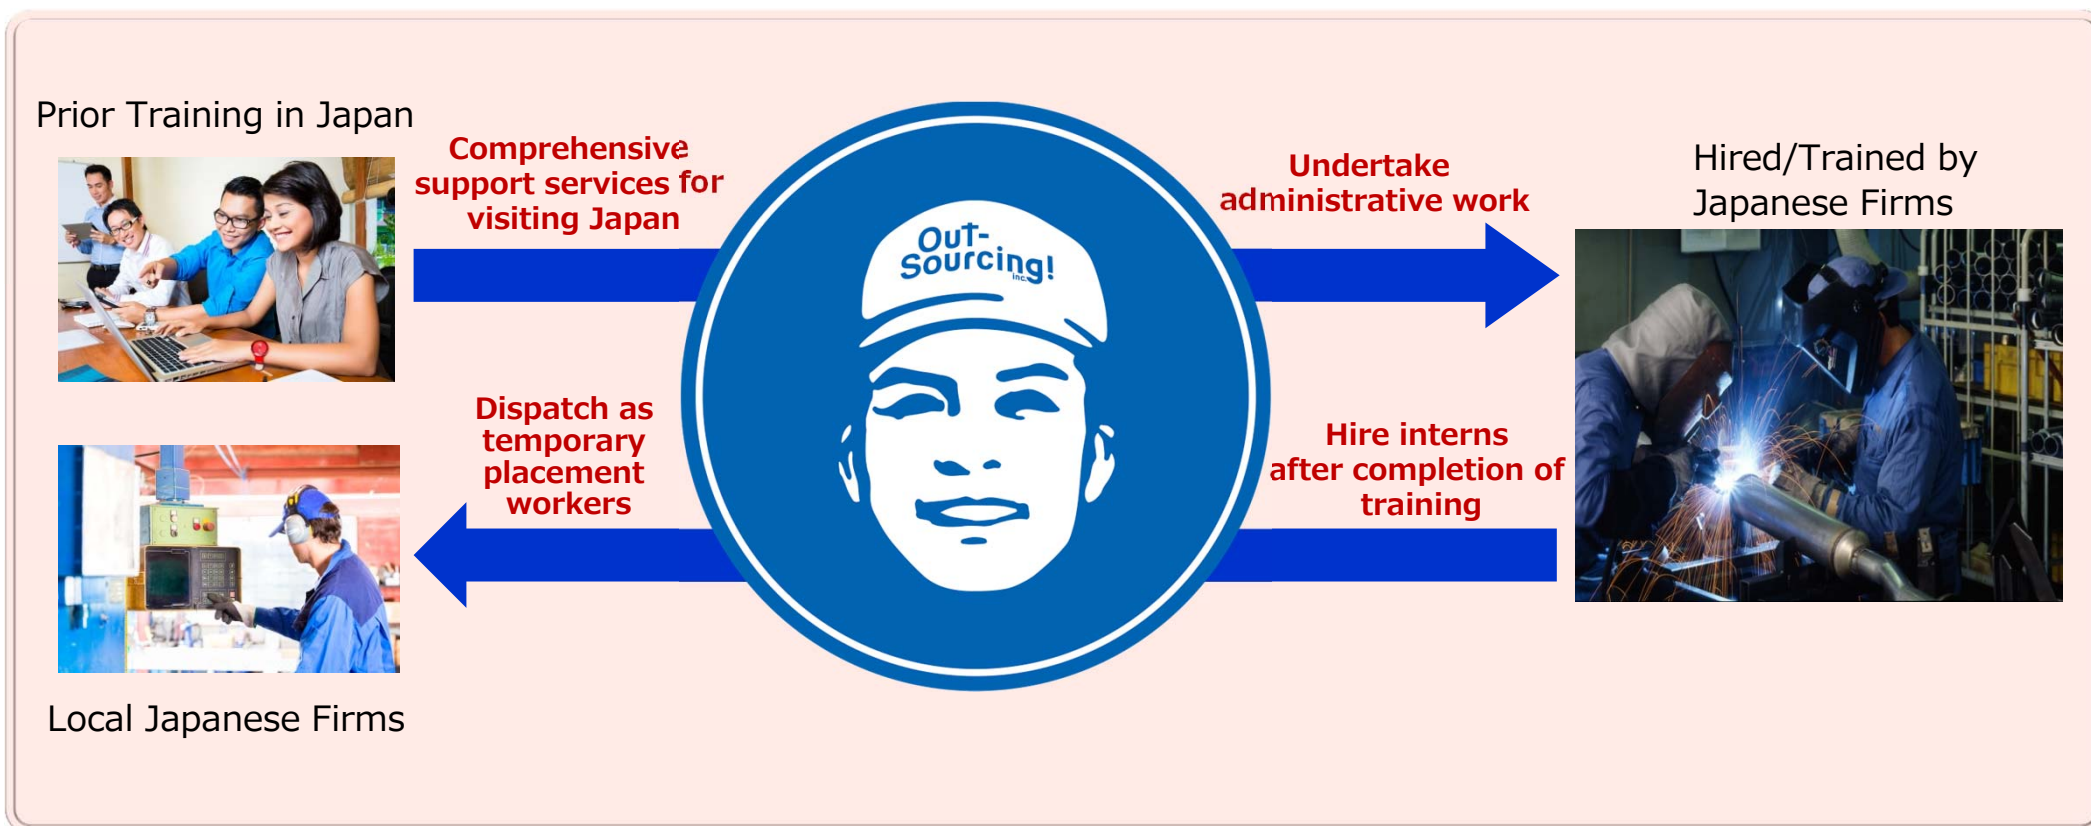 Prior Training in Japan
Comprehensive
support services for
visiting Japan
Undertake
administrative work
Hired/Trained by
Japanese Firms
Out-
Sourcing!
inc.
Dispatch as
temporary
placement
workers
Hire interns
after completion of
training
Local Japanese Firms